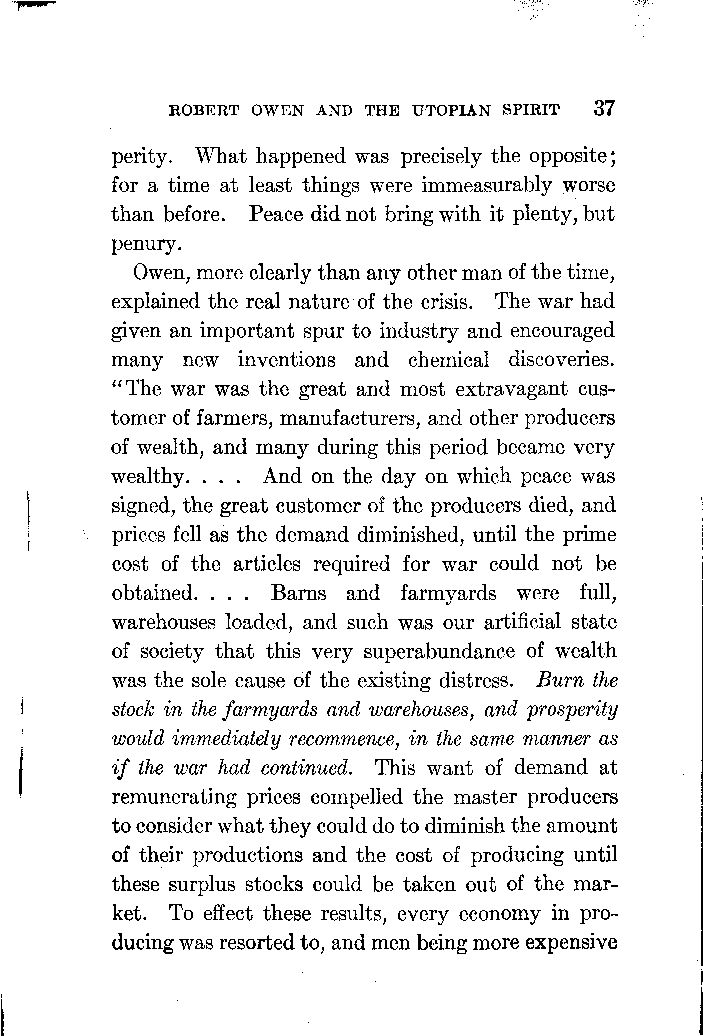 ROBERT OWEN AND THE UTOPIAN SPIRIT 37
perity. What happened was precisely the opposite;
for a time at least things were immeasurably worse
than before. Peace did not bring with it plenty, but
penury.
Owen, more clearly than any other man of the time,
explained the real nature of the crisis. The war had
given an important spur to industry and encouraged
many new inventions and chemical discoveries.
“The war was the great and most extravagant cus-
tomer of farmers, manufacturers, and other producers
of wealth, and many during this period became very
wealthy. . . . And on the day on which peace was
signed, the great customer of the producers died, and
prices fell as the demand diminished, until the prime
cost of the articles required for war could not be
obtained. . . . Barns and farmyards were full,
warehouses loaded, and such was our artificial state
of society that this very superabundance of wealth
was the sole cause of the existing distress. Burn the
stock in the farmyards and warehouses, and prosperity
would immediately recommence, in the same manner as
if the war had continued. This want of demand at
remunerating prices compelled the master producers
to consider what they could do to diminish the amount
of their productions and the cost of producing until
these surplus stocks could be taken out of the mar-
ket. To effect these results, every economy in pro-
ducing was resorted to, and men being more expensive